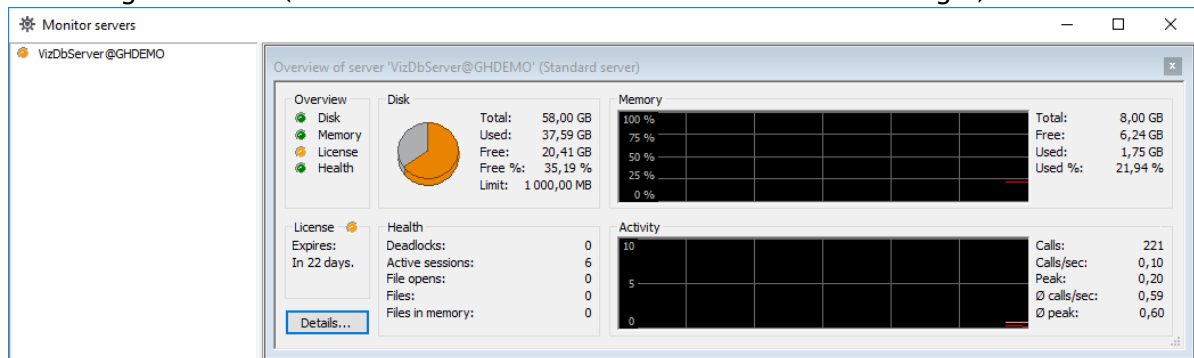 Monitor servers
VizDbServer@GHDEMO
Overview of server 'VizDbServer@GHDEMO' (Standard server)
Overview
Disk
Memory
License
Health
Disk
Total: 58,00 GB
Used: 37,59 GB
Free: 20,41 GB
Free %: 35,19 %
Limit: 1 000,00 MB
Memory
100 %
75 %
50 %
25 %
0 %
Total: 8,00 GB
Free: 6,24 GB
Used: 1,75 GB
Used %: 21,94 %
License
Expires:
In 22 days.
Details...
Health
Deadlocks: 0
Active sessions: 6
File opens: 0
Files: 0
Files in memory: 0
Activity
10
5
0
Calls: 221
Calls/sec: 0,10
Peak: 0,20
Ø calls/sec: 0,59
Ø peak: 0,60